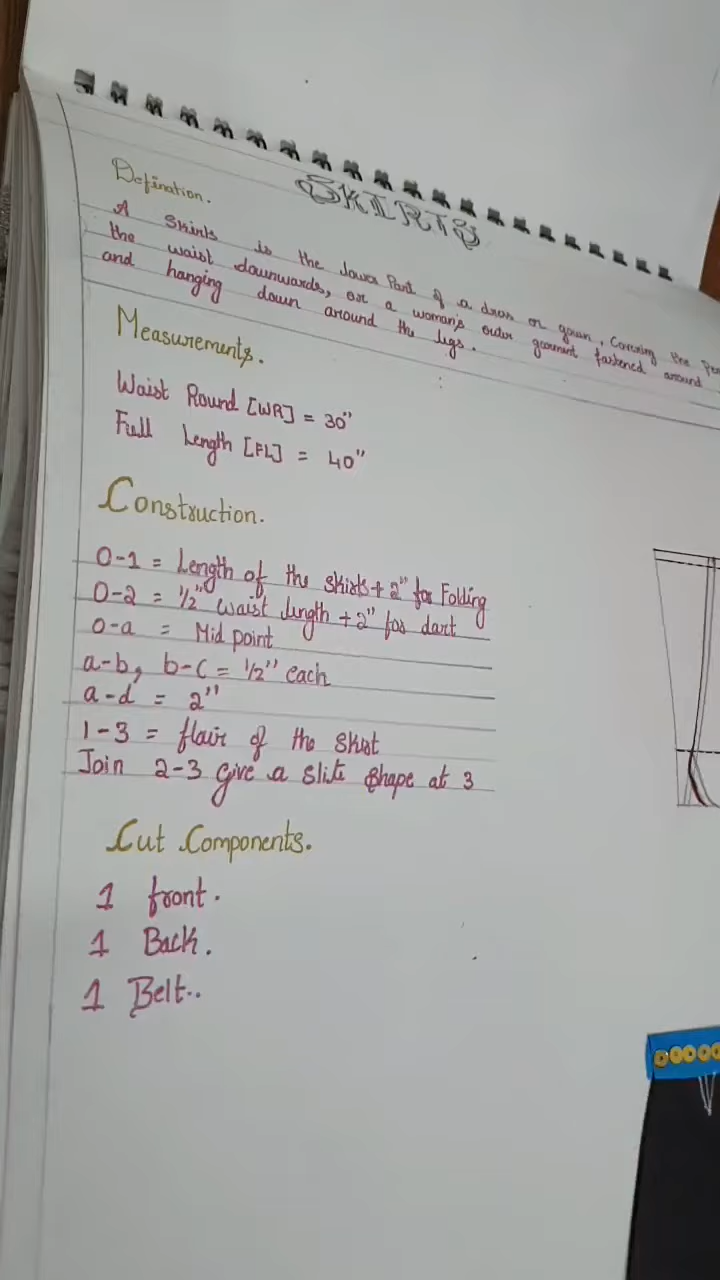 SKIRTS
Defination.
A Skirts is the lower Part of a dress or gown, Covering the
the waist downwards, or a woman's outer garment fastened around
and hanging down around the legs.
Measurements.
Waist Round [WR] = 30"
Full Length [FL] = 40"
Construction.
0-1 = Length of the skirts + 2" for Folding
0-2 = 1/2" waist length + 2" for dart
0-a = Mid point
a-b, b-c = 1/2" each
a-d = 2"
1-3 = flair of the Skirt
Join 2-3 give a slite shape at 3
Cut Components.
1 front.
1 Back.
1 Belt..